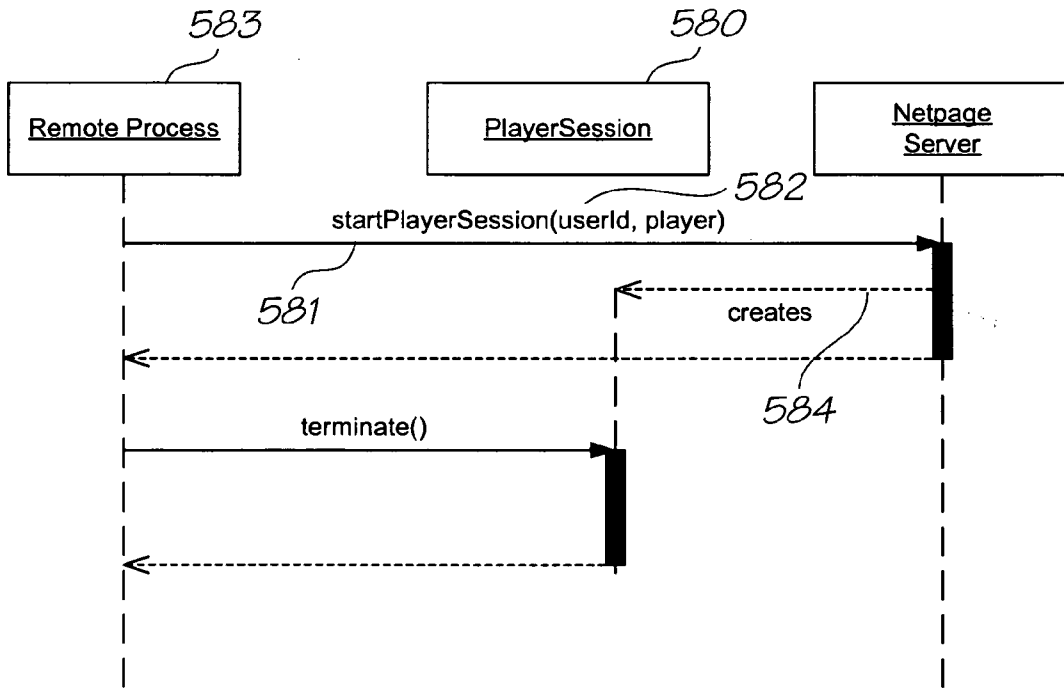 583
580
Remote Process
PlayerSession
Netpage
Server
582
startPlayerSession(userId, player)
581
creates
584
terminate()